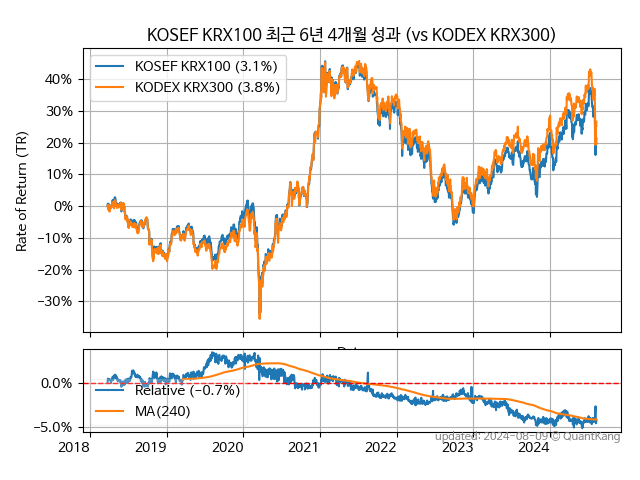 KOSEF KRX100 최근 6년 4개월 성과 (vs KODEX KRX300)
KOSEF KRX100 (3.1%)
KODEX KRX300 (3.8%)
Rate of Return (TR)
40%
30%
20%
10%
0%
−10%
−20%
−30%
0.0%
−5.0%
Relative (−0.7%)
MA(240)
updated: 2024-08-09 © QuantKang
2018 2019 2020 2021 2022 2023 2024